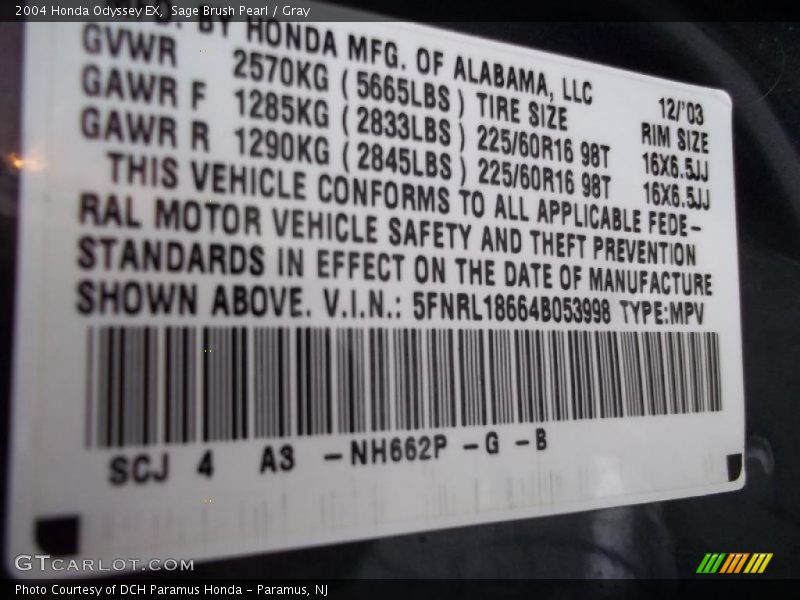 2004 Honda Odyssey EX, Sage Brush Pearl / Gray
BY HONDA MFG. OF ALABAMA, LLC 12/'03
GVWR 2570KG ( 5665LBS ) TIRE SIZE RIM SIZE
GAWR F 1285KG ( 2833LBS ) 225/60R16 98T 16X6.5JJ
GAWR R 1290KG ( 2845LBS ) 225/60R16 98T 16X6.5JJ
THIS VEHICLE CONFORMS TO ALL APPLICABLE FEDE-
RAL MOTOR VEHICLE SAFETY AND THEFT PREVENTION
STANDARDS IN EFFECT ON THE DATE OF MANUFACTURE
SHOWN ABOVE. V.I.N.: 5FNRL18664B053998 TYPE:MPV
SCJ 4 A3 -NH662P -G -B
GTCARLOT.COM
Photo Courtesy of DCH Paramus Honda - Paramus, NJ